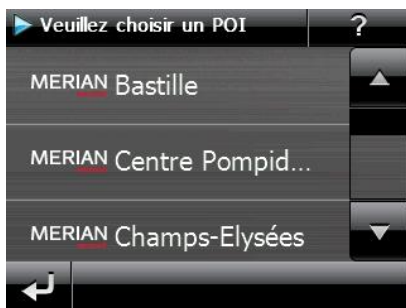 Veuillez choisir un POI ?
MERIAN Bastille
MERIAN Centre Pompid...
MERIAN Champs-Elysées